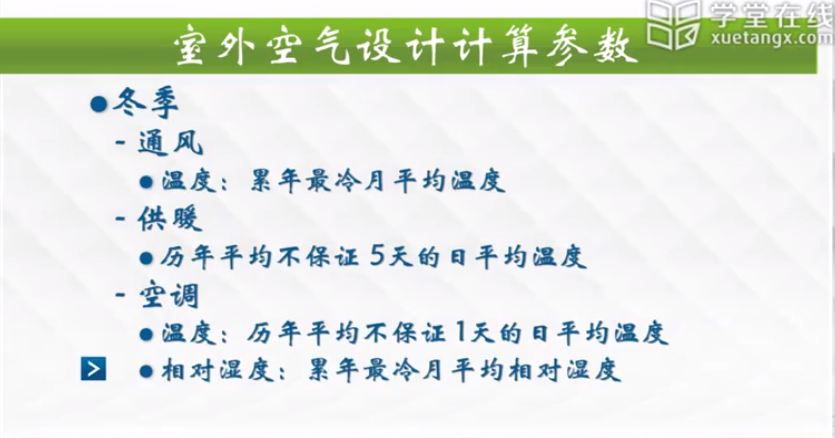 学堂在线
xuetangx.com
室外空气设计计算参数
●冬季
- 通风
●温度：累年最冷月平均温度
- 供暖
●历年平均不保证 5天的日平均温度
- 空调
●温度：历年平均不保证 1天的日平均温度
●相对湿度：累年最冷月平均相对湿度